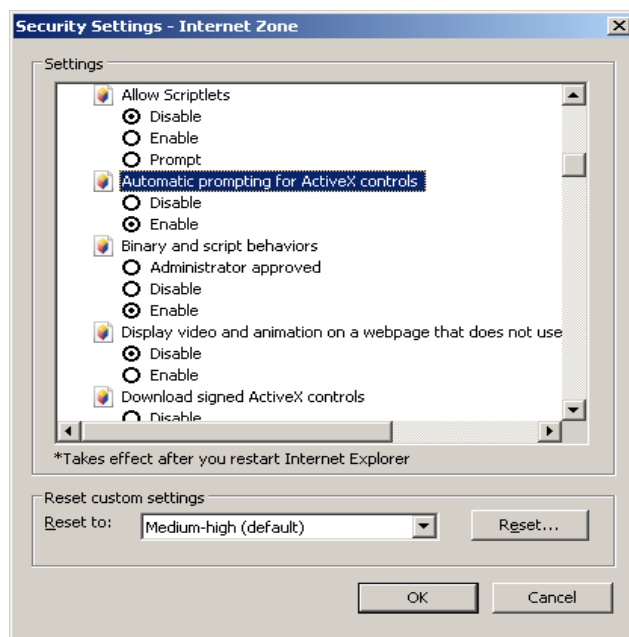 Security Settings - Internet Zone
Settings
Allow Scriptlets
Disable
Enable
Prompt
Automatic prompting for ActiveX controls
Disable
Enable
Binary and script behaviors
Administrator approved
Disable
Enable
Display video and animation on a webpage that does not use
Disable
Enable
Download signed ActiveX controls
Disable
*Takes effect after you restart Internet Explorer
Reset custom settings
Reset to: Medium-high (default) Reset...
OK Cancel